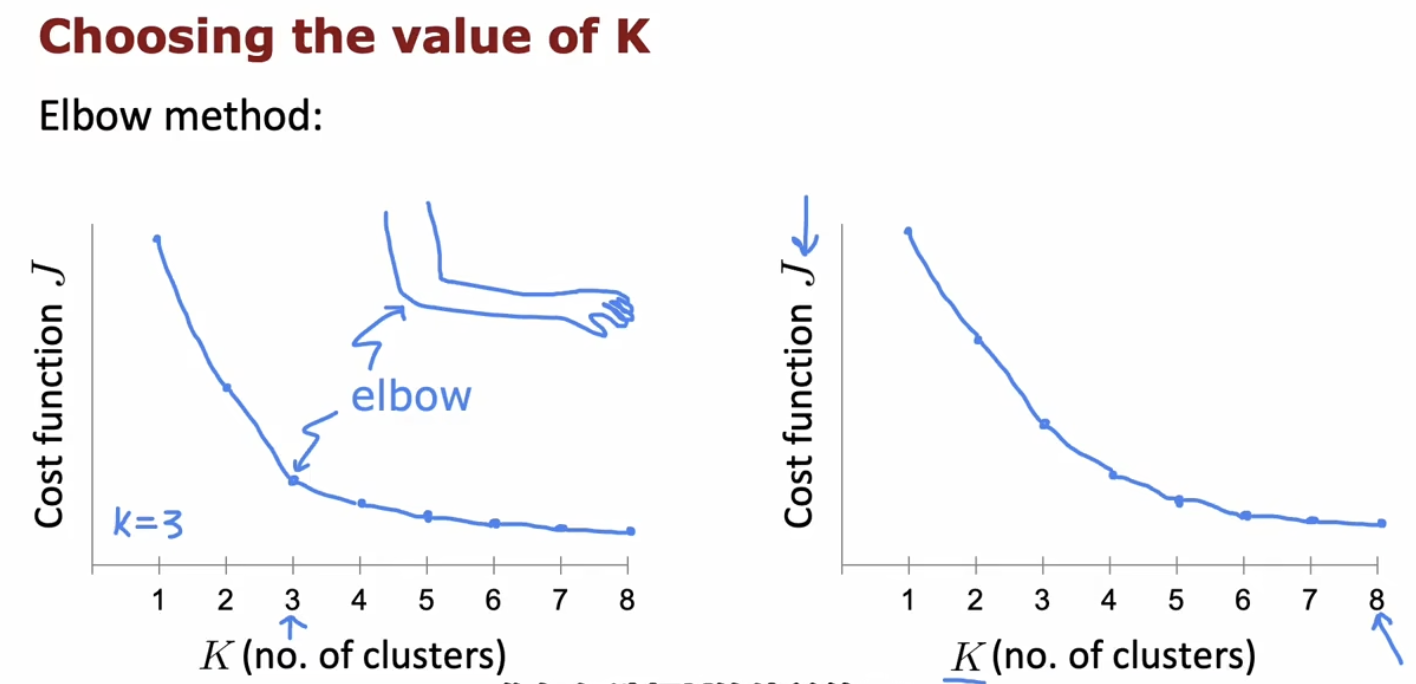 Choosing the value of K
Elbow method:
Cost function J
elbow
k=3
1 2 3 4 5 6 7 8
K (no. of clusters)
Cost function J
1 2 3 4 5 6 7 8
K (no. of clusters)